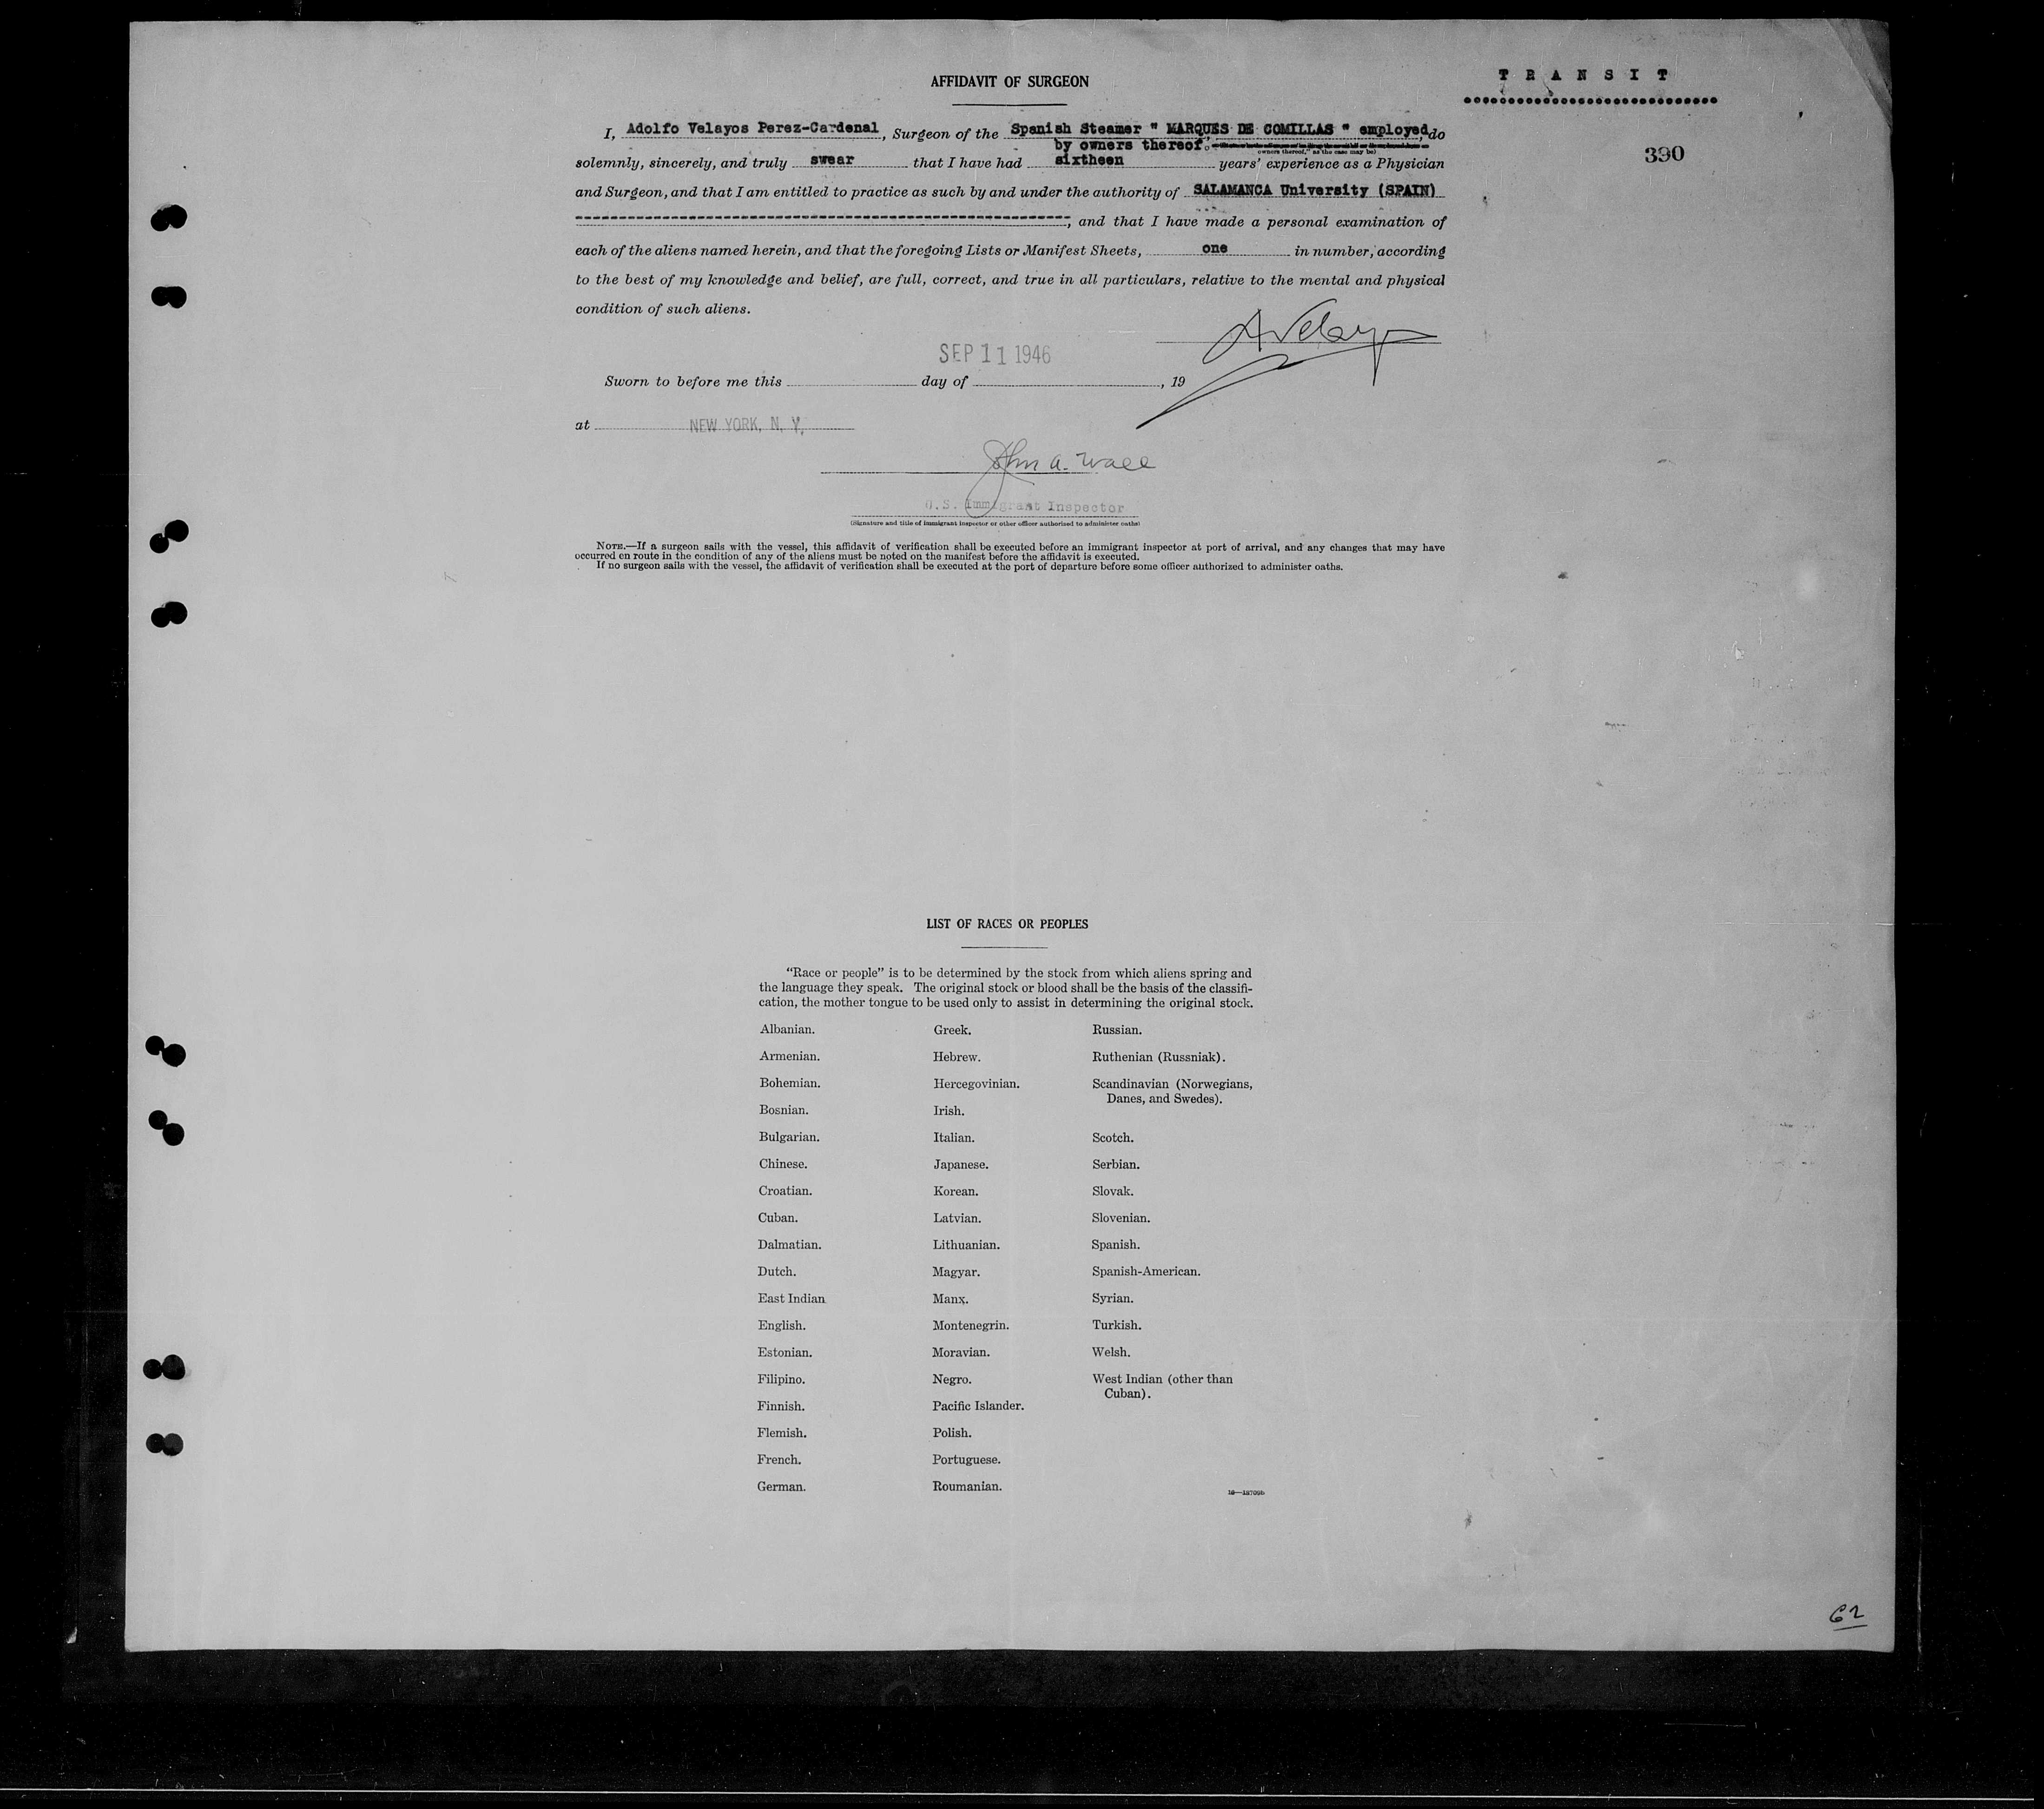 T R A N S I T
390
AFFIDAVIT OF SURGEON
I, Adolfo Velayos Perez-Cardenal, Surgeon of the Spanish Steamer " MARQUES DE COMILLAS " employed, do
by owners thereof.
owners thereof," as the case may be)
solemnly, sincerely, and truly swear that I have had sixtheen years' experience as a Physician
and Surgeon, and that I am entitled to practice as such by and under the authority of SALAMANCA University (SPAIN)
, and that I have made a personal examination of
each of the aliens named herein, and that the foregoing Lists or Manifest Sheets, one in number, according
to the best of my knowledge and belief, are full, correct, and true in all particulars, relative to the mental and physical
condition of such aliens.
A Velayos
SEP 11 1946
Sworn to before me this day of , 19
at NEW YORK, N. Y.
John A. Wall
U.S. Immigrant Inspector
(Signature and title of immigrant inspector or other officer authorized to administer oaths)
NOTE.—If a surgeon sails with the vessel, this affidavit of verification shall be executed before an immigrant inspector at port of arrival, and any changes that may have
occurred en route in the condition of any of the aliens must be noted on the manifest before the affidavit is executed.
If no surgeon sails with the vessel, the affidavit of verification shall be executed at the port of departure before some officer authorized to administer oaths.
LIST OF RACES OR PEOPLES
"Race or people" is to be determined by the stock from which aliens spring and
the language they speak. The original stock or blood shall be the basis of the classifi-
cation, the mother tongue to be used only to assist in determining the original stock.
Albanian.
Armenian.
Bohemian.
Bosnian.
Bulgarian.
Chinese.
Croatian.
Cuban.
Dalmatian.
Dutch.
East Indian
English.
Estonian.
Filipino.
Finnish.
Flemish.
French.
German.
Greek.
Hebrew.
Hercegovinian.
Irish.
Italian.
Japanese.
Korean.
Latvian.
Lithuanian.
Magyar.
Manx.
Montenegrin.
Moravian.
Negro.
Pacific Islander.
Polish.
Portuguese.
Roumanian.
Russian.
Ruthenian (Russniak).
Scandinavian (Norwegians,
Danes, and Swedes).
Scotch.
Serbian.
Slovak.
Slovenian.
Spanish.
Spanish-American.
Syrian.
Turkish.
Welsh.
West Indian (other than
Cuban).
62